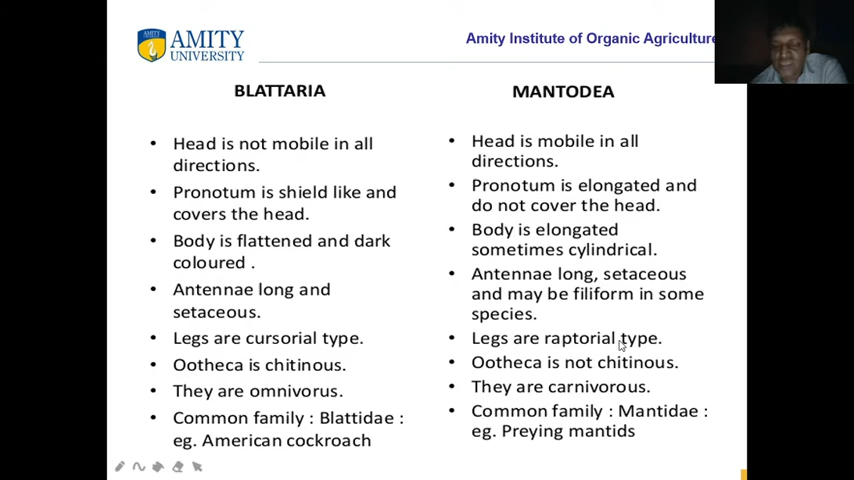 AMITY
UNIVERSITY
Amity Institute of Organic Agriculture
BLATTARIA
• Head is not mobile in all
directions.
• Pronotum is shield like and
covers the head.
• Body is flattened and dark
coloured .
• Antennae long and
setaceous.
• Legs are cursorial type.
• Ootheca is chitinous.
• They are omnivorus.
• Common family : Blattidae :
eg. American cockroach
MANTODEA
• Head is mobile in all
directions.
• Pronotum is elongated and
do not cover the head.
• Body is elongated
sometimes cylindrical.
• Antennae long, setaceous
and may be filiform in some
species.
• Legs are raptorial type.
• Ootheca is not chitinous.
• They are carnivorous.
• Common family : Mantidae :
eg. Preying mantids